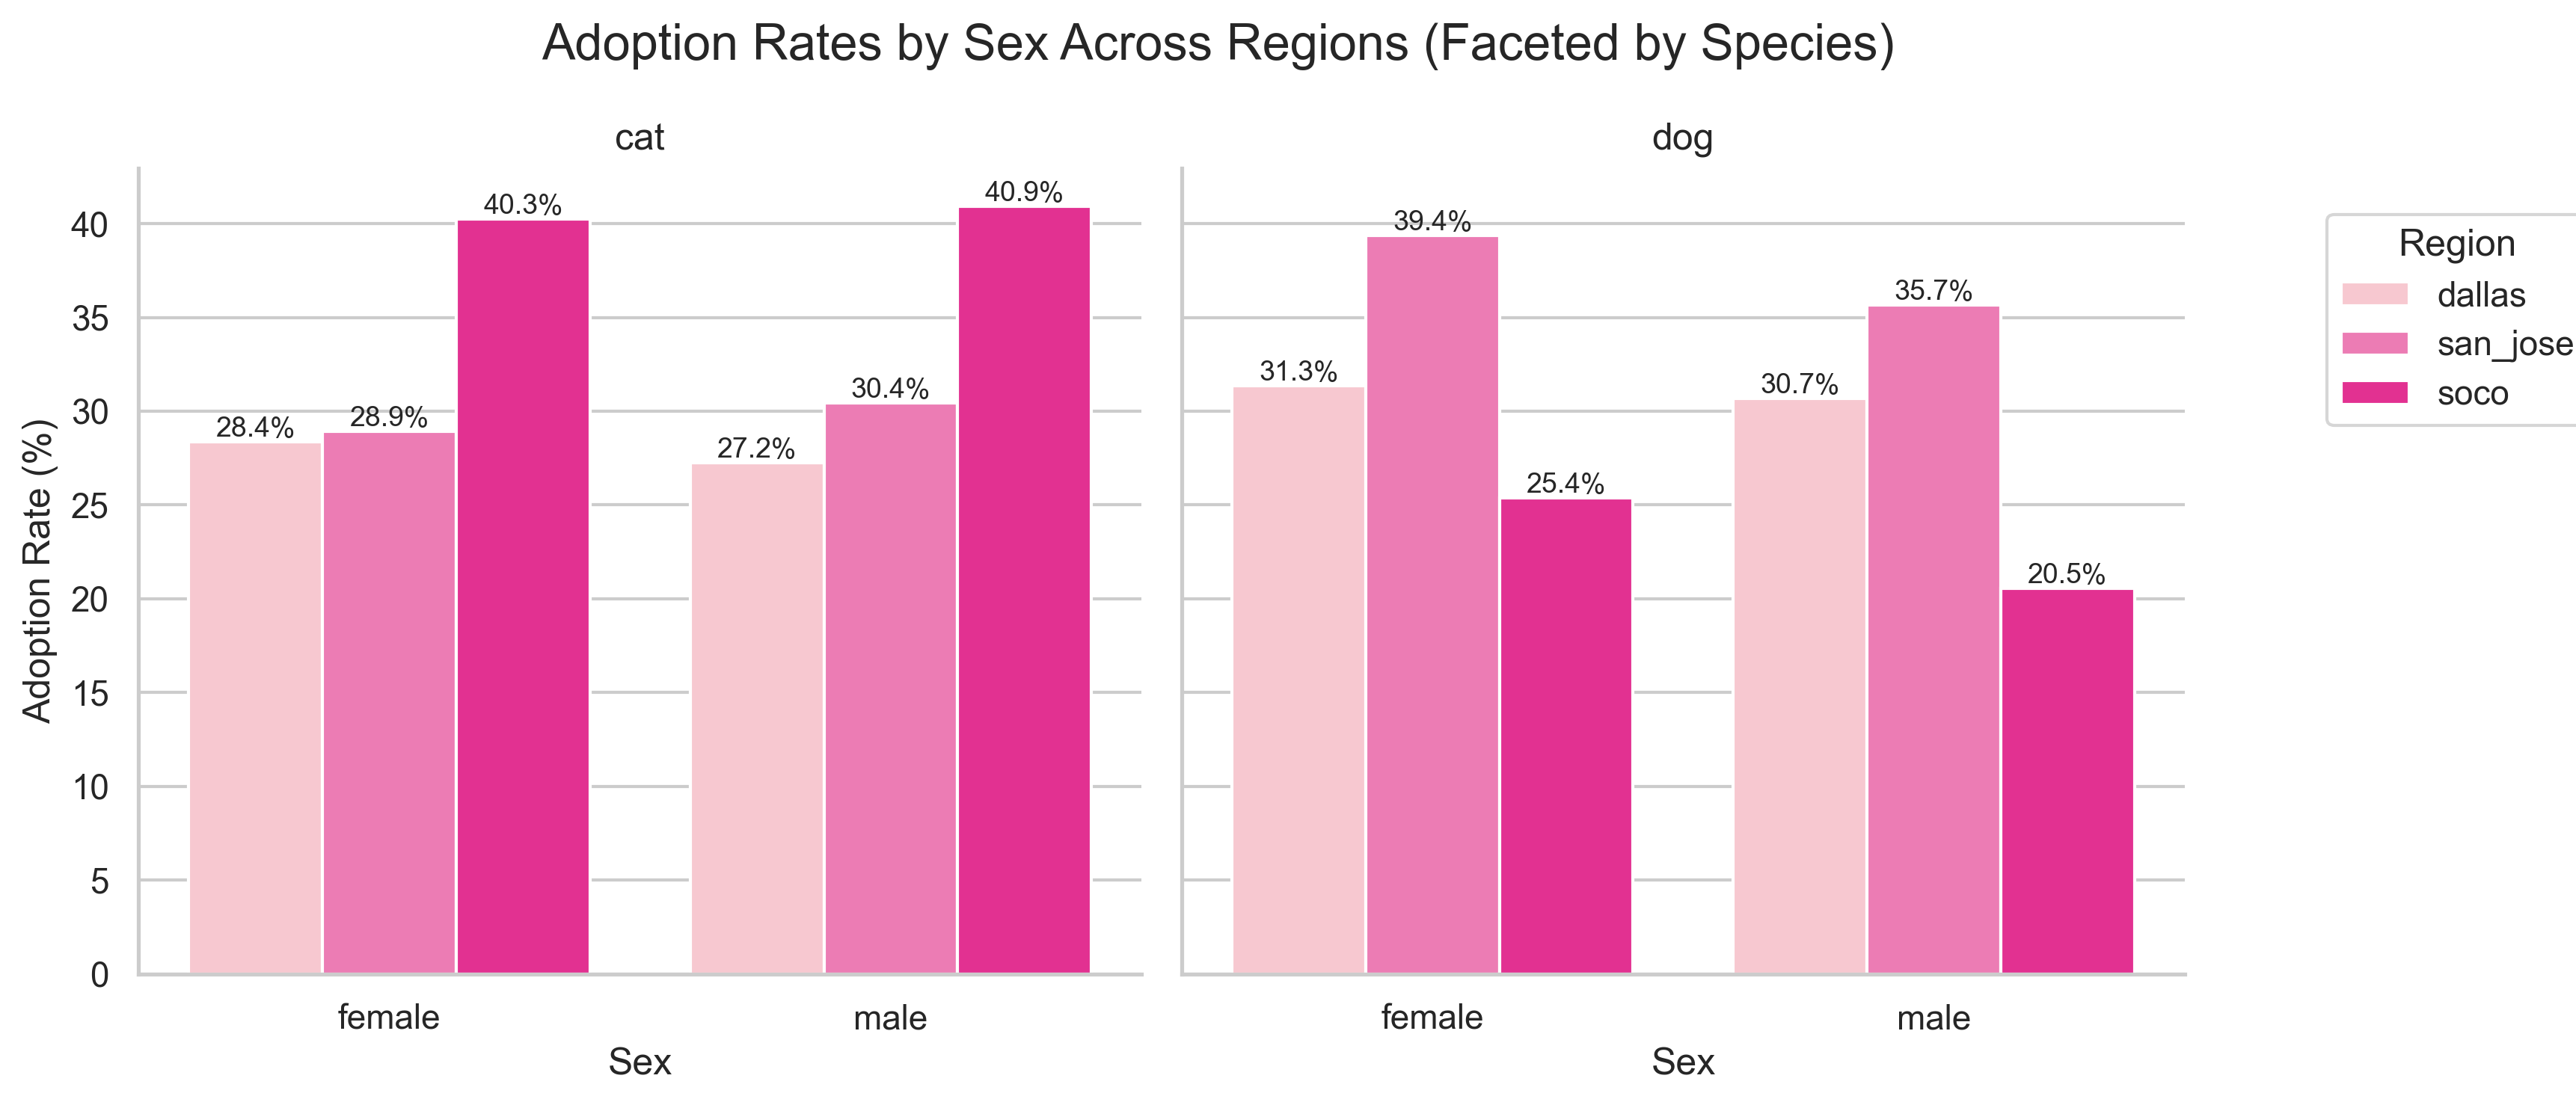 Adoption Rates by Sex Across Regions (Faceted by Species)
cat
dog
Adoption Rate (%)
40
35
30
25
20
15
10
5
0
28.4%
28.9%
40.3%
27.2%
30.4%
40.9%
female
male
Sex
31.3%
39.4%
25.4%
30.7%
35.7%
20.5%
female
male
Sex
Region
dallas
san_jose
soco